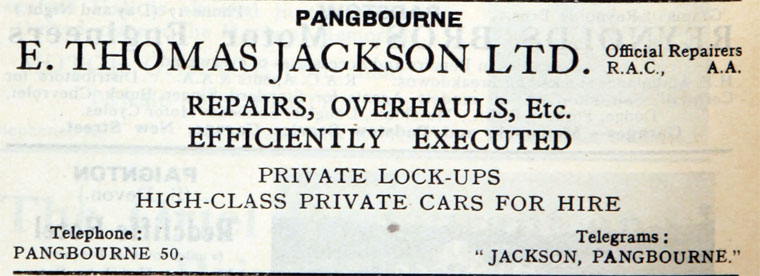 PANGBOURNE
E. THOMAS JACKSON LTD. Official Repairers
R.A.C., A.A.
REPAIRS, OVERHAULS, Etc.
EFFICIENTLY EXECUTED
PRIVATE LOCK-UPS
HIGH-CLASS PRIVATE CARS FOR HIRE
Telephone:
PANGBOURNE 50.
Telegrams:
"JACKSON, PANGBOURNE."